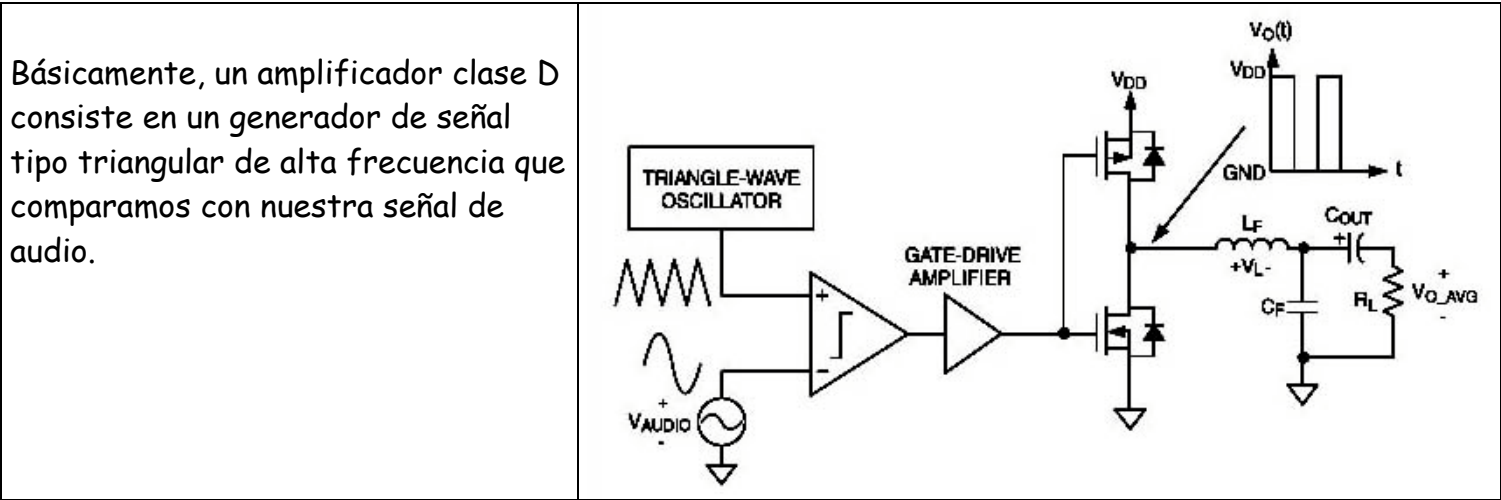 Básicamente, un amplificador clase D
consiste en un generador de señal
tipo triangular de alta frecuencia que
comparamos con nuestra señal de
audio.
VO(t)
VDD
VDD
GND
t
TRIANGLE-WAVE
OSCILLATOR
GATE-DRIVE
AMPLIFIER
LF
+VL-
COUT
+
CF
RL
+
VO_AVG
-
+
-
+
VAUDIO
-